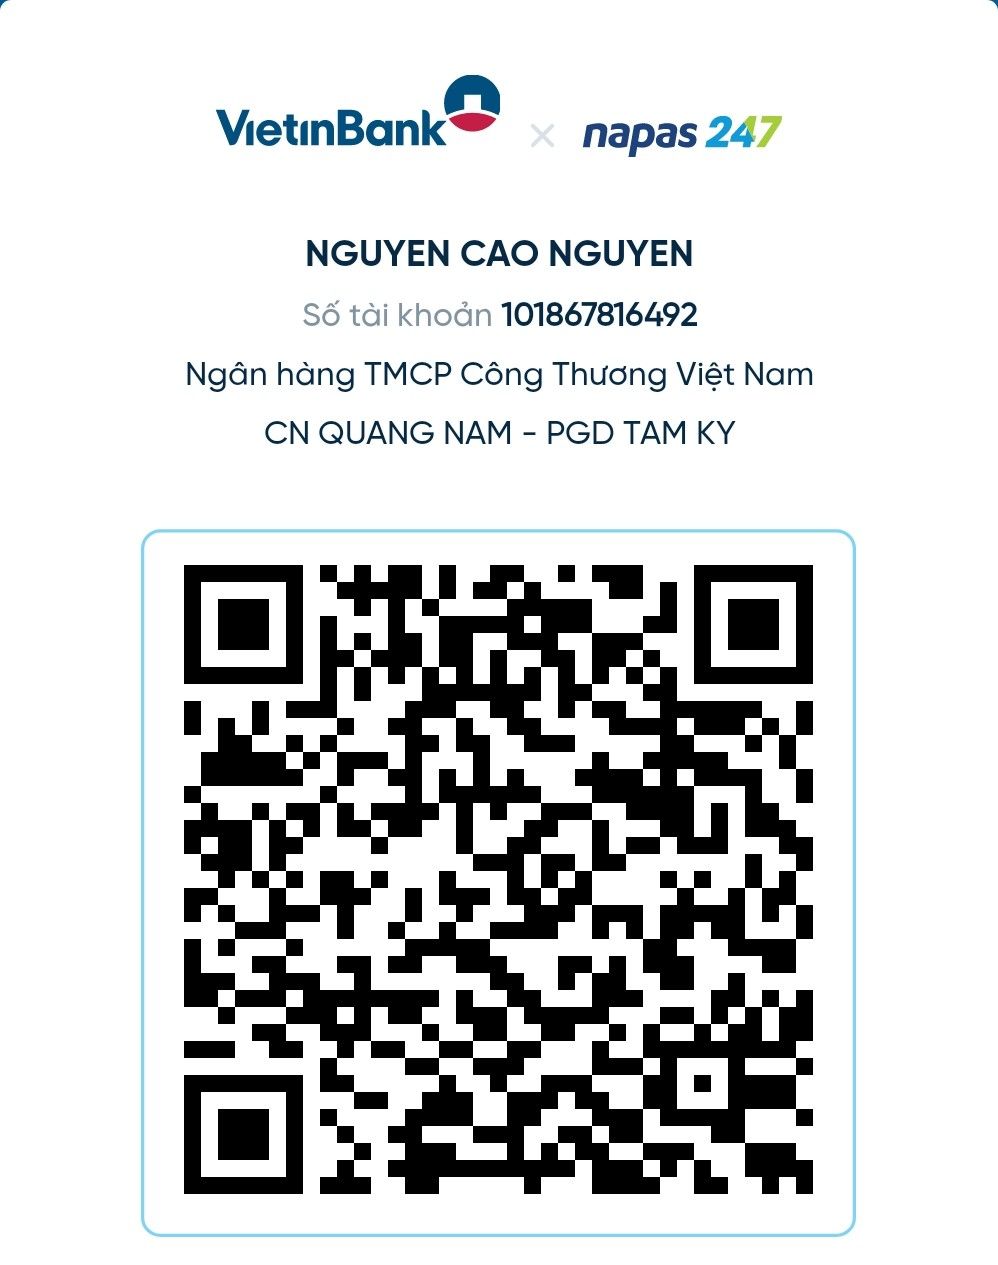 VietinBank × napas 247
NGUYEN CAO NGUYEN
Số tài khoản 101867816492
Ngân hàng TMCP Công Thương Việt Nam
CN QUANG NAM - PGD TAM KY